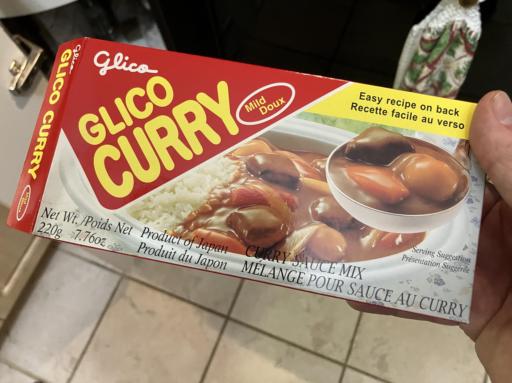 Glico
GLICO
CURRY
Mild
Doux
Easy recipe on back
Recette facile au verso
Glico
GLICO CURRY
Net Wt./Poids Net
220g 7.76oz
Product of Japan
Produit du Japon
CURRY SAUCE MIX
MÉLANGE POUR SAUCE AU CURRY
Serving Suggestion
Présentation Suggérée